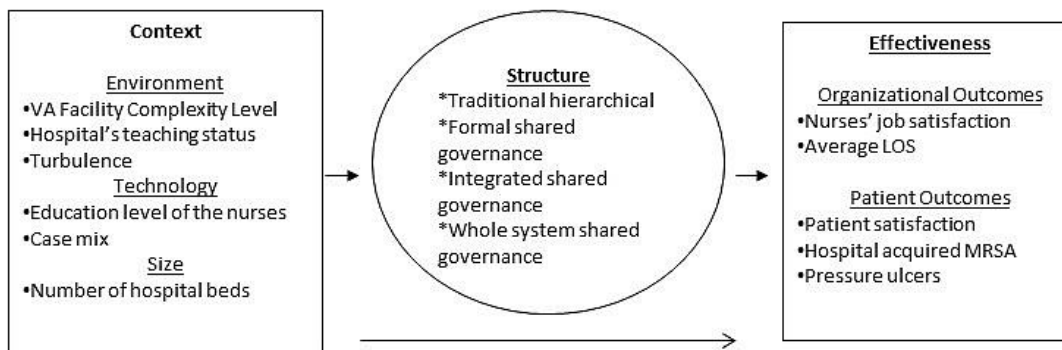 Context
Environment
•VA Facility Complexity Level
•Hospital's teaching status
•Turbulence
Technology
•Education level of the nurses
•Case mix
Size
•Number of hospital beds
Structure
*Traditional hierarchical
*Formal shared
governance
*Integrated shared
governance
*Whole system shared
governance
Effectiveness
Organizational Outcomes
•Nurses' job satisfaction
•Average LOS
Patient Outcomes
•Patient satisfaction
•Hospital acquired MRSA
•Pressure ulcers